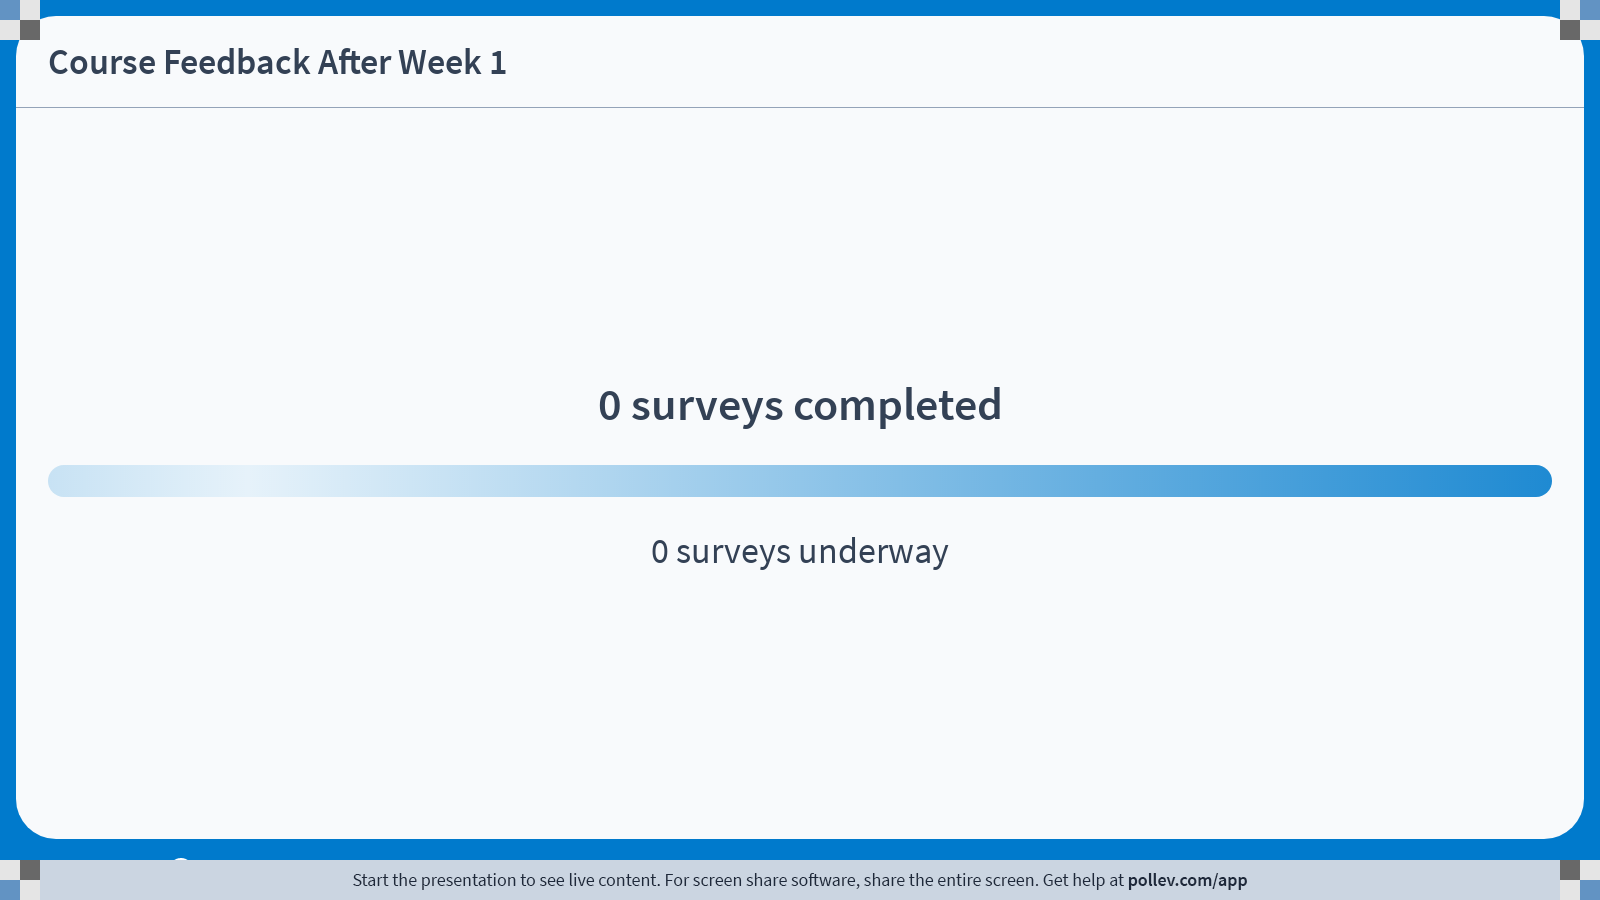 Course Feedback After Week 1
0 surveys completed
0 surveys underway
Start the presentation to see live content. For screen share software, share the entire screen. Get help at pollev.com/app